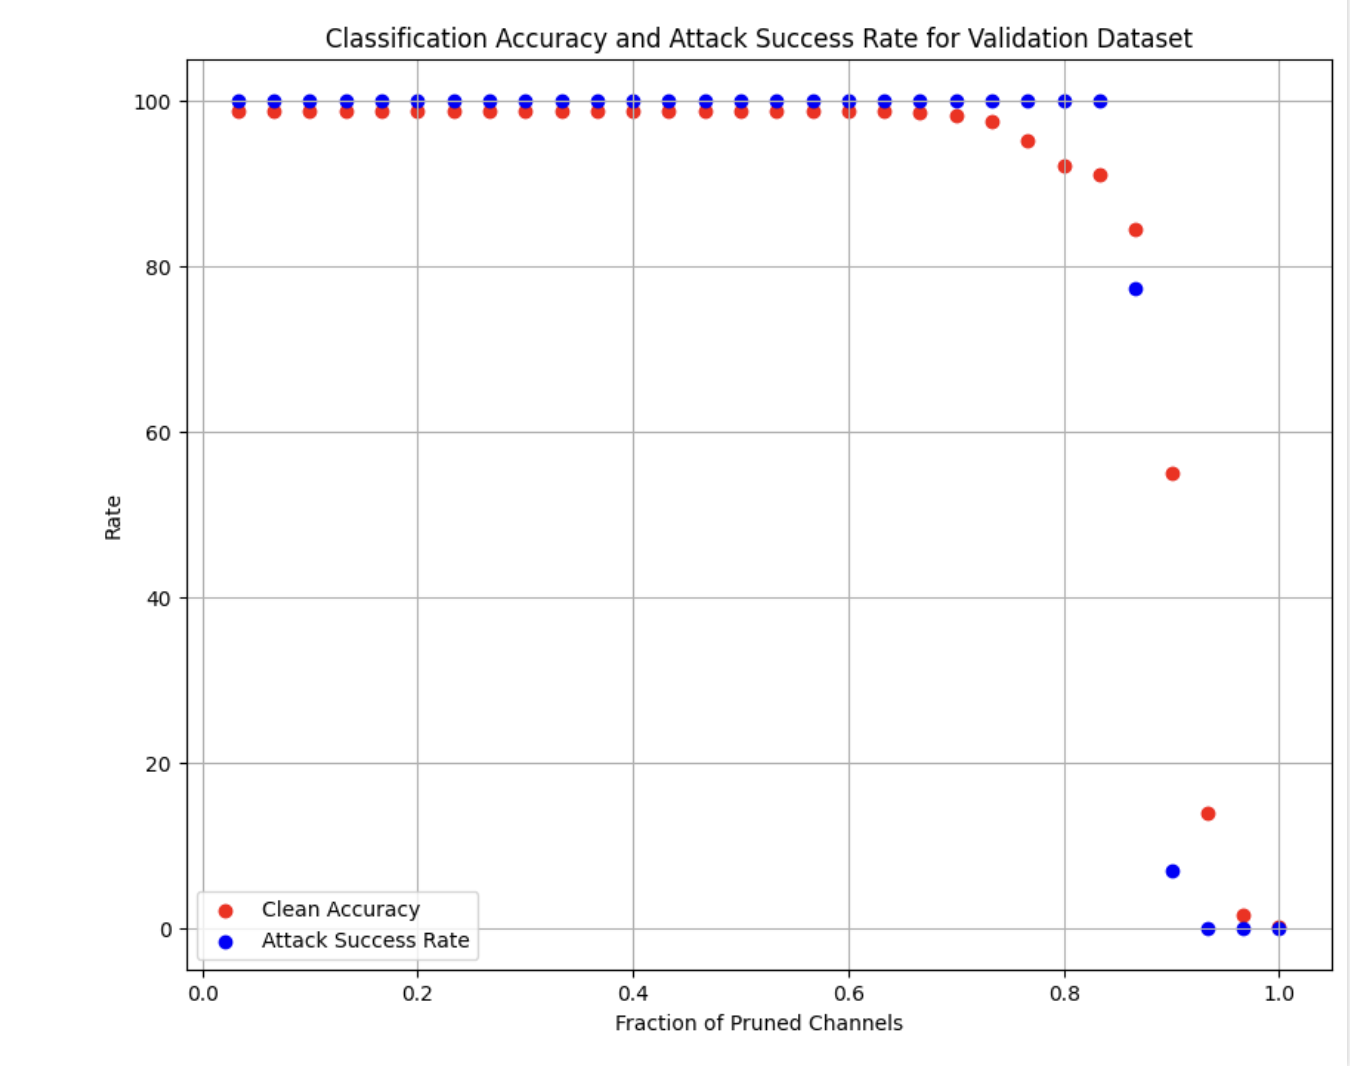 Classification Accuracy and Attack Success Rate for Validation Dataset
100
80
60
40
20
0
Rate
Clean Accuracy
Attack Success Rate
0.0 0.2 0.4 0.6 0.8 1.0
Fraction of Pruned Channels